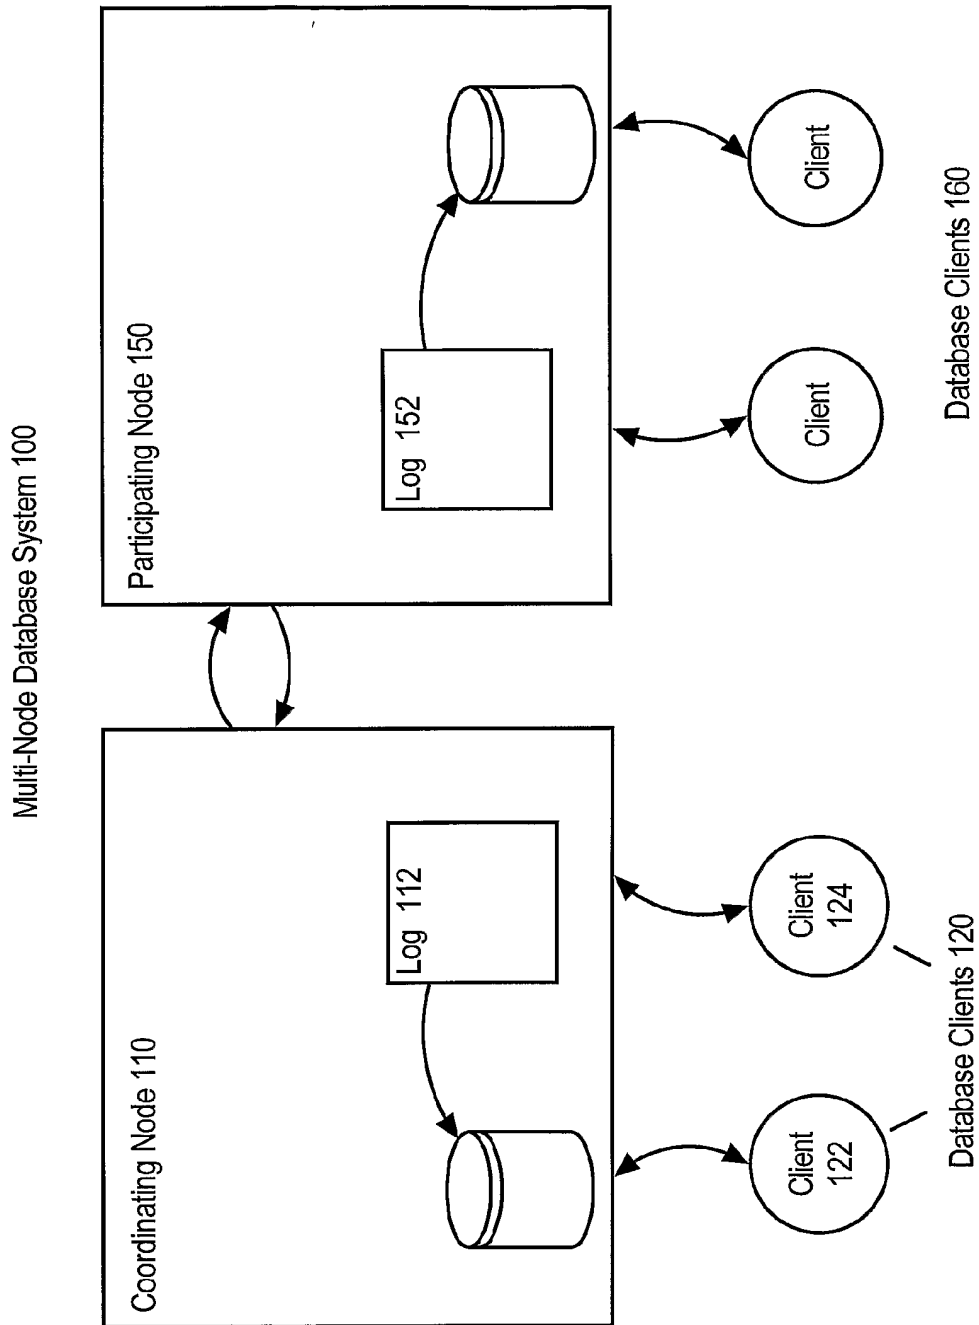 Multi-Node Database System 100
Coordinating Node 110
Log 112
Client
122
Client
124
Database Clients 120
Participating Node 150
Log 152
Client
Client
Database Clients 160